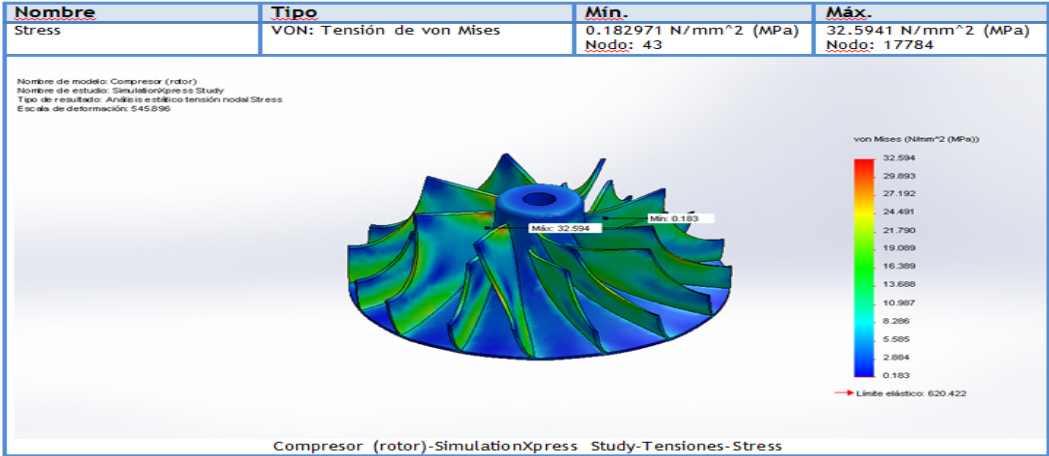 Nombre Tipo Mín. Máx.
Stress VON: Tensión de von Mises 0.182971 N/mm^2 (MPa) 32.5941 N/mm^2 (MPa)
Nodo: 43 Nodo: 17784
Nombre de modelo: Compresor (rotor)
Nombre de estudio: SimulationXpress Study
Tipo de resultado: Análisis estático tensión nodal Stress
Escala de deformación: 545.896
von Mises (N/mm^2 (MPa))
32.594
29.893
27.192
24.491
21.790
19.089
16.389
13.688
10.987
8.286
5.585
2.884
0.183
Mín: 0.183
Máx: 32.594
Límite elástico: 620.422
Compresor (rotor)-SimulationXpress Study-Tensiones-Stress